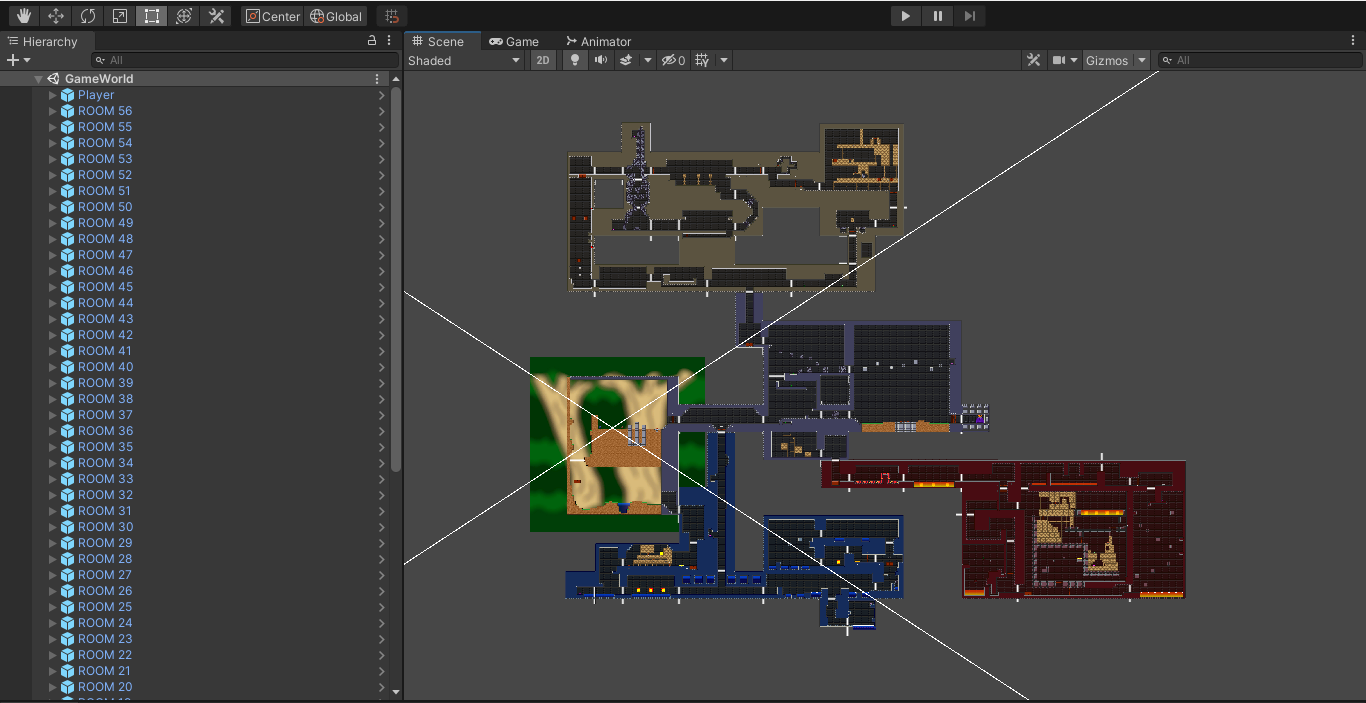 Center Global
Hierarchy
Scene Game Animator
All
Shaded 2D 0 Gizmos All
GameWorld
Player
ROOM 56
ROOM 55
ROOM 54
ROOM 53
ROOM 52
ROOM 51
ROOM 50
ROOM 49
ROOM 48
ROOM 47
ROOM 46
ROOM 45
ROOM 44
ROOM 43
ROOM 42
ROOM 41
ROOM 40
ROOM 39
ROOM 38
ROOM 37
ROOM 36
ROOM 35
ROOM 34
ROOM 33
ROOM 32
ROOM 31
ROOM 30
ROOM 29
ROOM 28
ROOM 27
ROOM 26
ROOM 25
ROOM 24
ROOM 23
ROOM 22
ROOM 21
ROOM 20